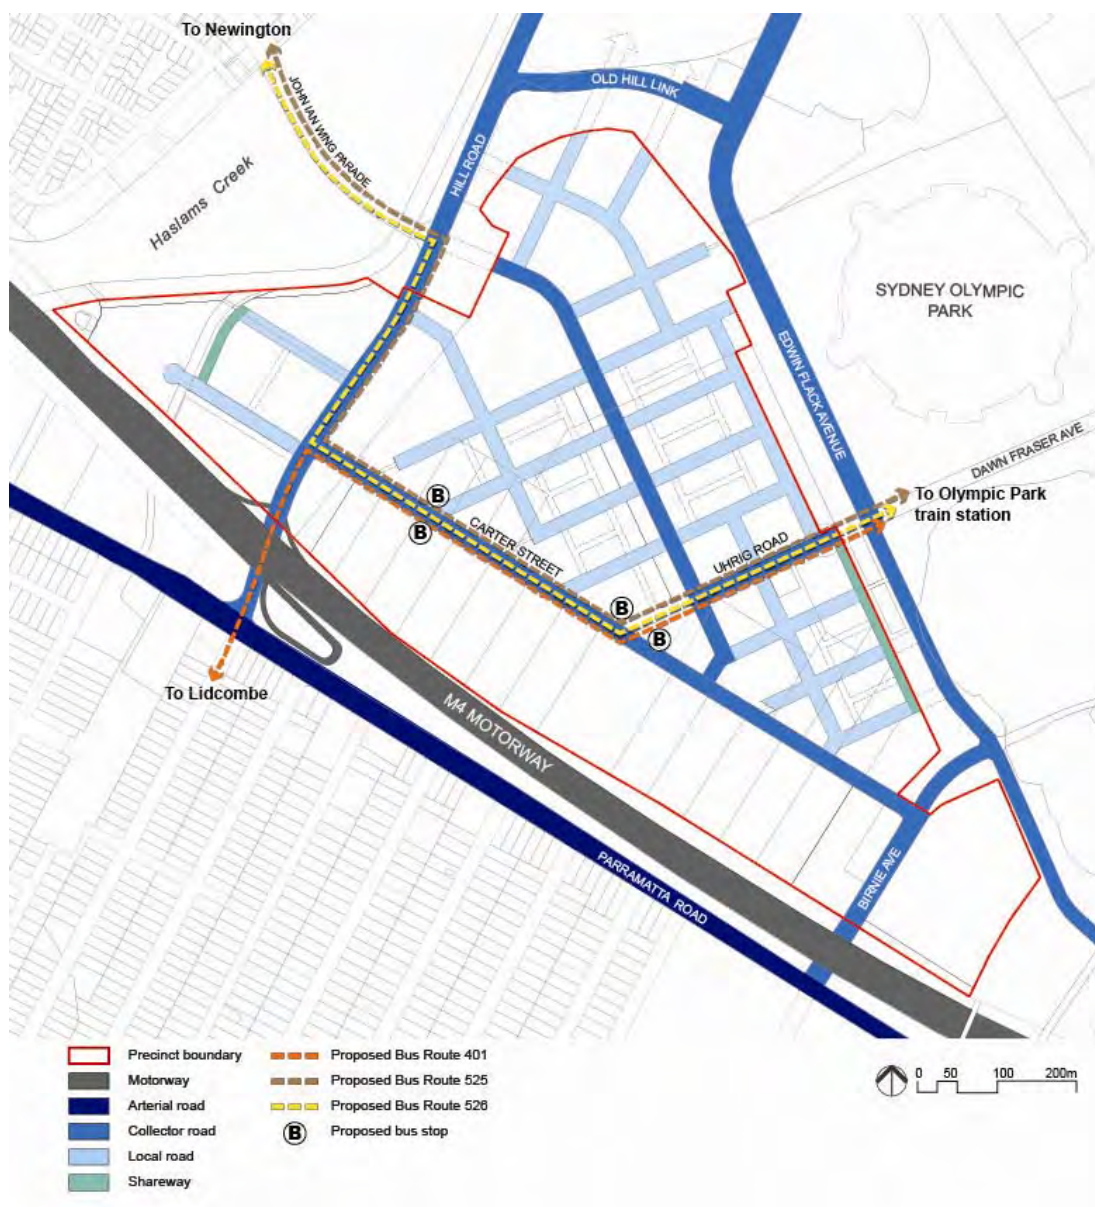 To Newington
JOHN IAN WING PARADE
Haslams Creek
HILL ROAD
OLD HILL LINK
SYDNEY OLYMPIC
PARK
EDWIN FLACK AVENUE
DAWN FRASER AVE
To Olympic Park
train station
B
B
CARTER STREET
UHRIG ROAD
B
B
To Lidcombe
M4 MOTORWAY
PARRAMATTA ROAD
BIRNIE AVE
Precinct boundary
Motorway
Arterial road
Collector road
Local road
Shareway
Proposed Bus Route 401
Proposed Bus Route 525
Proposed Bus Route 526
B Proposed bus stop
0 50 100 200m